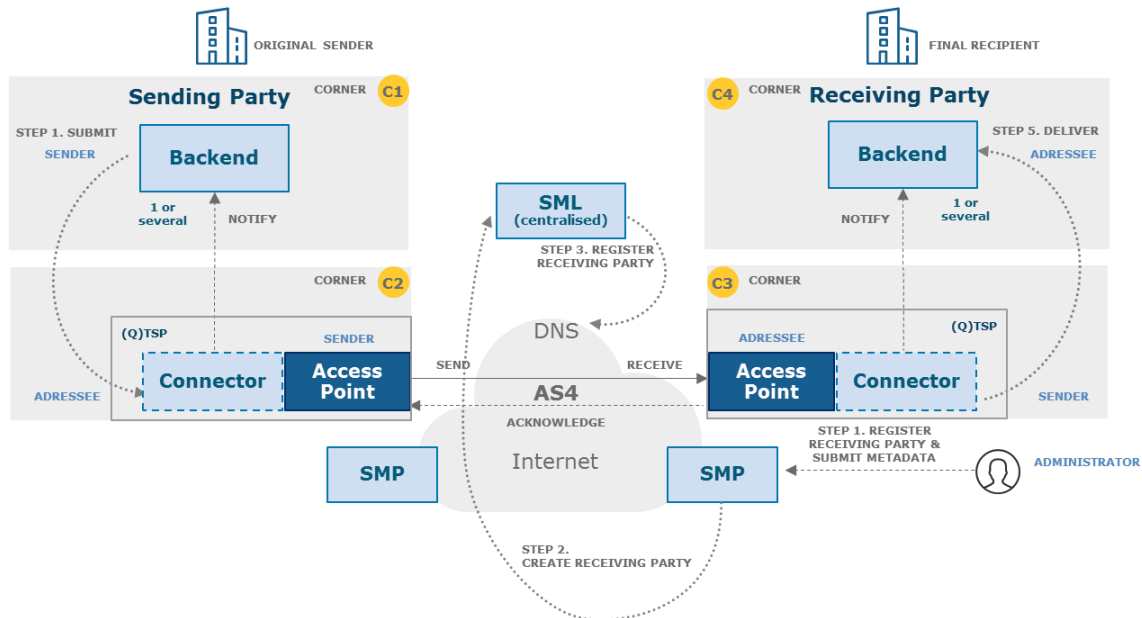 ORIGINAL SENDER
FINAL RECIPIENT
CORNER
C1
Sending Party
STEP 1. SUBMIT
SENDER
Backend
1 or
several
NOTIFY
C4
CORNER
Receiving Party
STEP 5. DELIVER
ADRESSEE
Backend
1 or
several
NOTIFY
SML
(centralised)
STEP 3. REGISTER
RECEIVING PARTY
CORNER
C2
(Q)TSP
SENDER
Connector
Access
Point
ADRESSEE
DNS
SEND
RECEIVE
AS4
ACKNOWLEDGE
Internet
C3
CORNER
(Q)TSP
ADRESSEE
Access
Point
Connector
SENDER
SMP
SMP
STEP 1. REGISTER
RECEIVING PARTY &
SUBMIT METADATA
ADMINISTRATOR
STEP 2.
CREATE RECEIVING PARTY